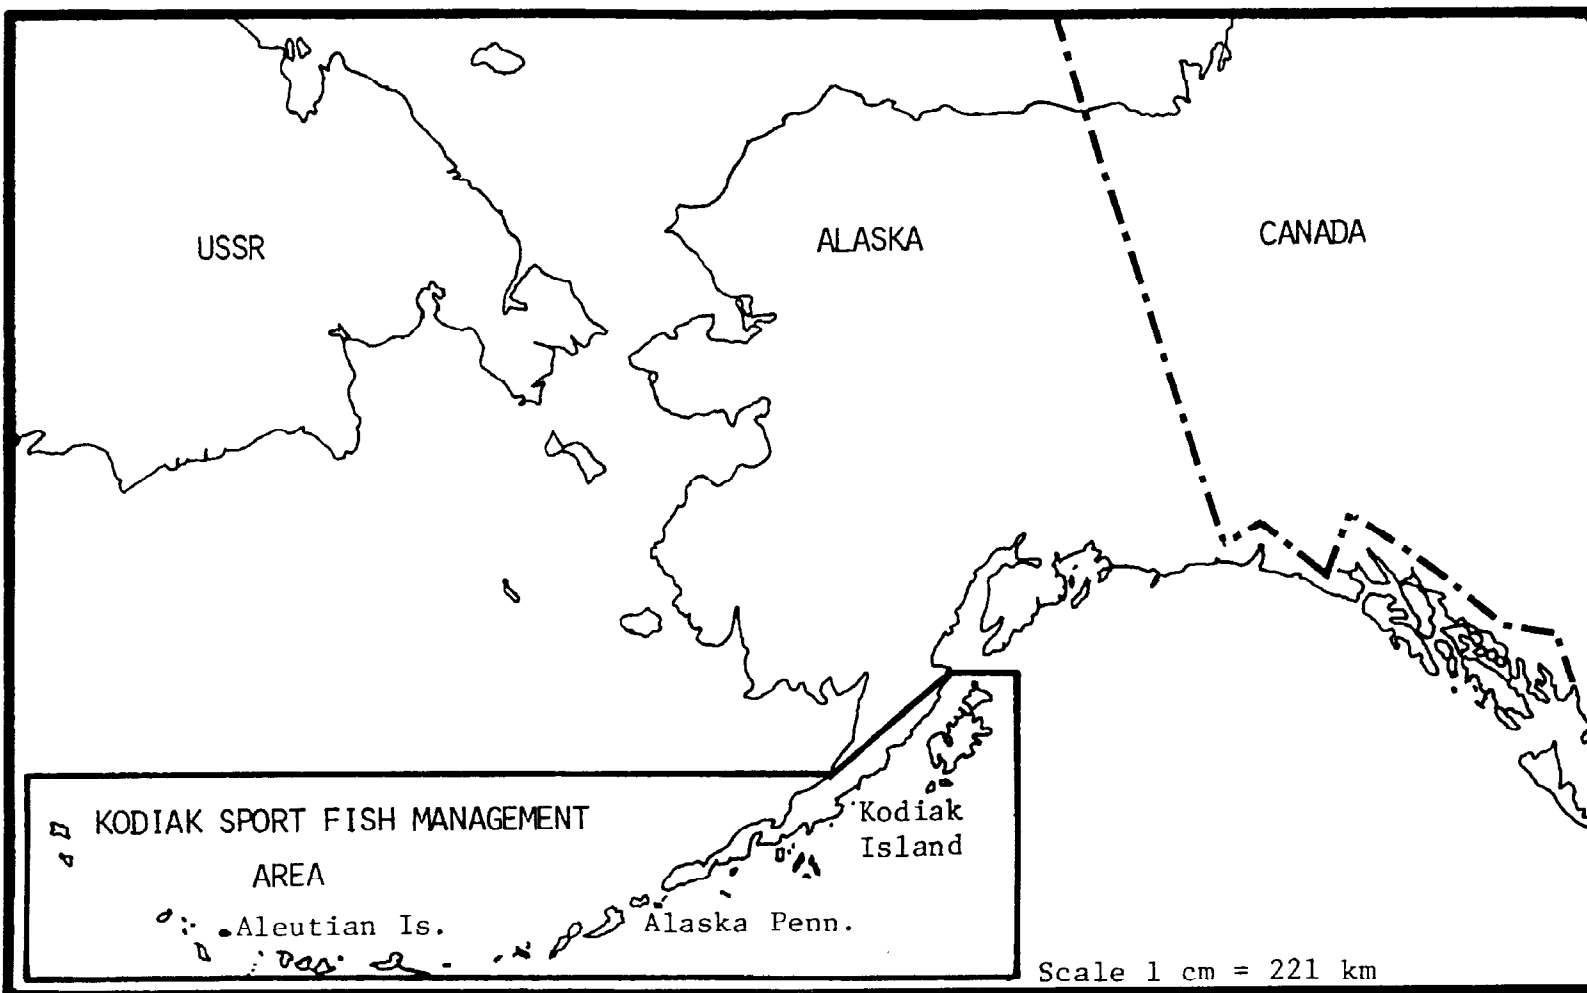 USSR
ALASKA
CANADA
KODIAK SPORT FISH MANAGEMENT
AREA
Kodiak
Island
Aleutian Is.
Alaska Penn.
Scale 1 cm = 221 km